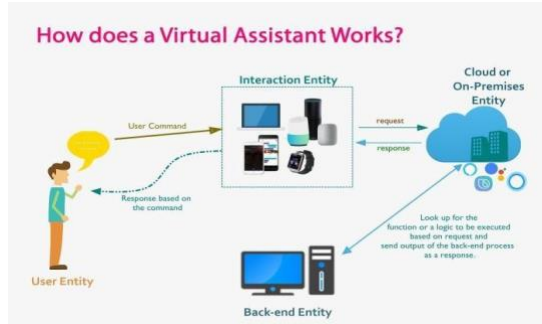 How does a Virtual Assistant Works?
Cloud or
On-Premises
Entity
Interaction Entity
User Command
request
response
Response based on
the command
Look up for the
function or a logic to be executed
based on request and
send output of the back-end process
as a response.
User Entity
Back-end Entity